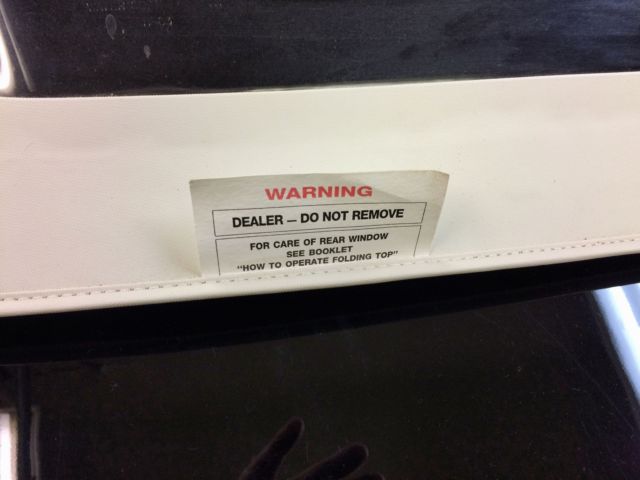 WARNING
DEALER — DO NOT REMOVE
FOR CARE OF REAR WINDOW
SEE BOOKLET
"HOW TO OPERATE FOLDING TOP"